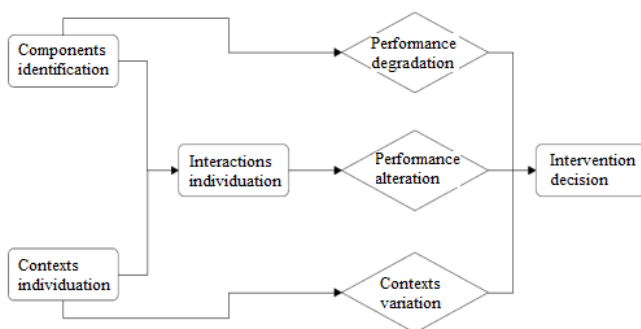 Components
identification
Performance
degradation
Interactions
individuation
Performance
alteration
Intervention
decision
Contexts
individuation
Contexts
variation